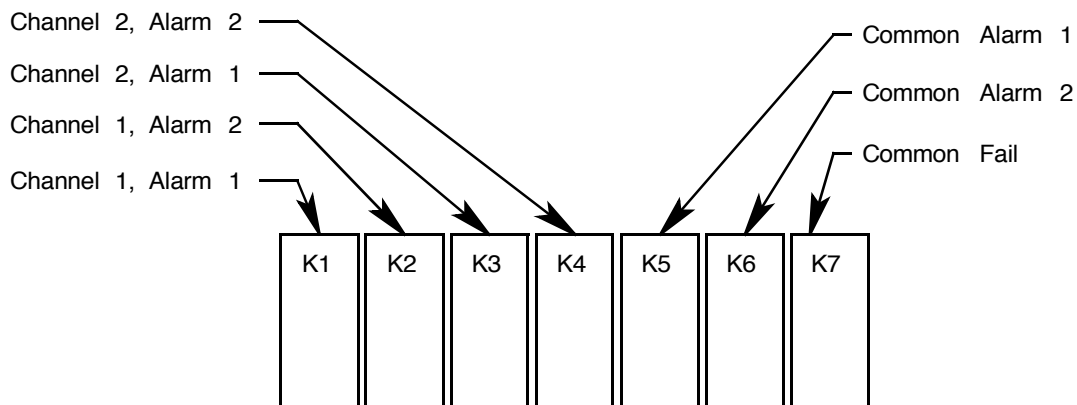 Channel 2, Alarm 2
Channel 2, Alarm 1
Channel 1, Alarm 2
Channel 1, Alarm 1
Common Alarm 1
Common Alarm 2
Common Fail
K1 K2 K3 K4 K5 K6 K7